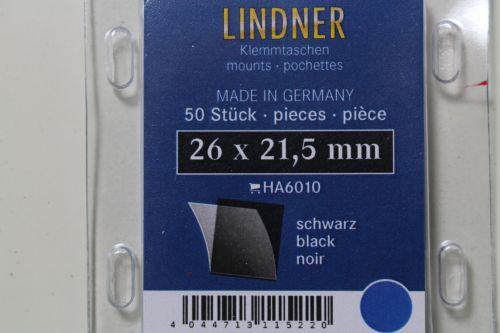 LINDNER
Klemmtaschen
mounts · pochettes
MADE IN GERMANY
50 Stück · pieces · pièce
26 x 21,5 mm
HA6010
schwarz
black
noir
4 044713 115220